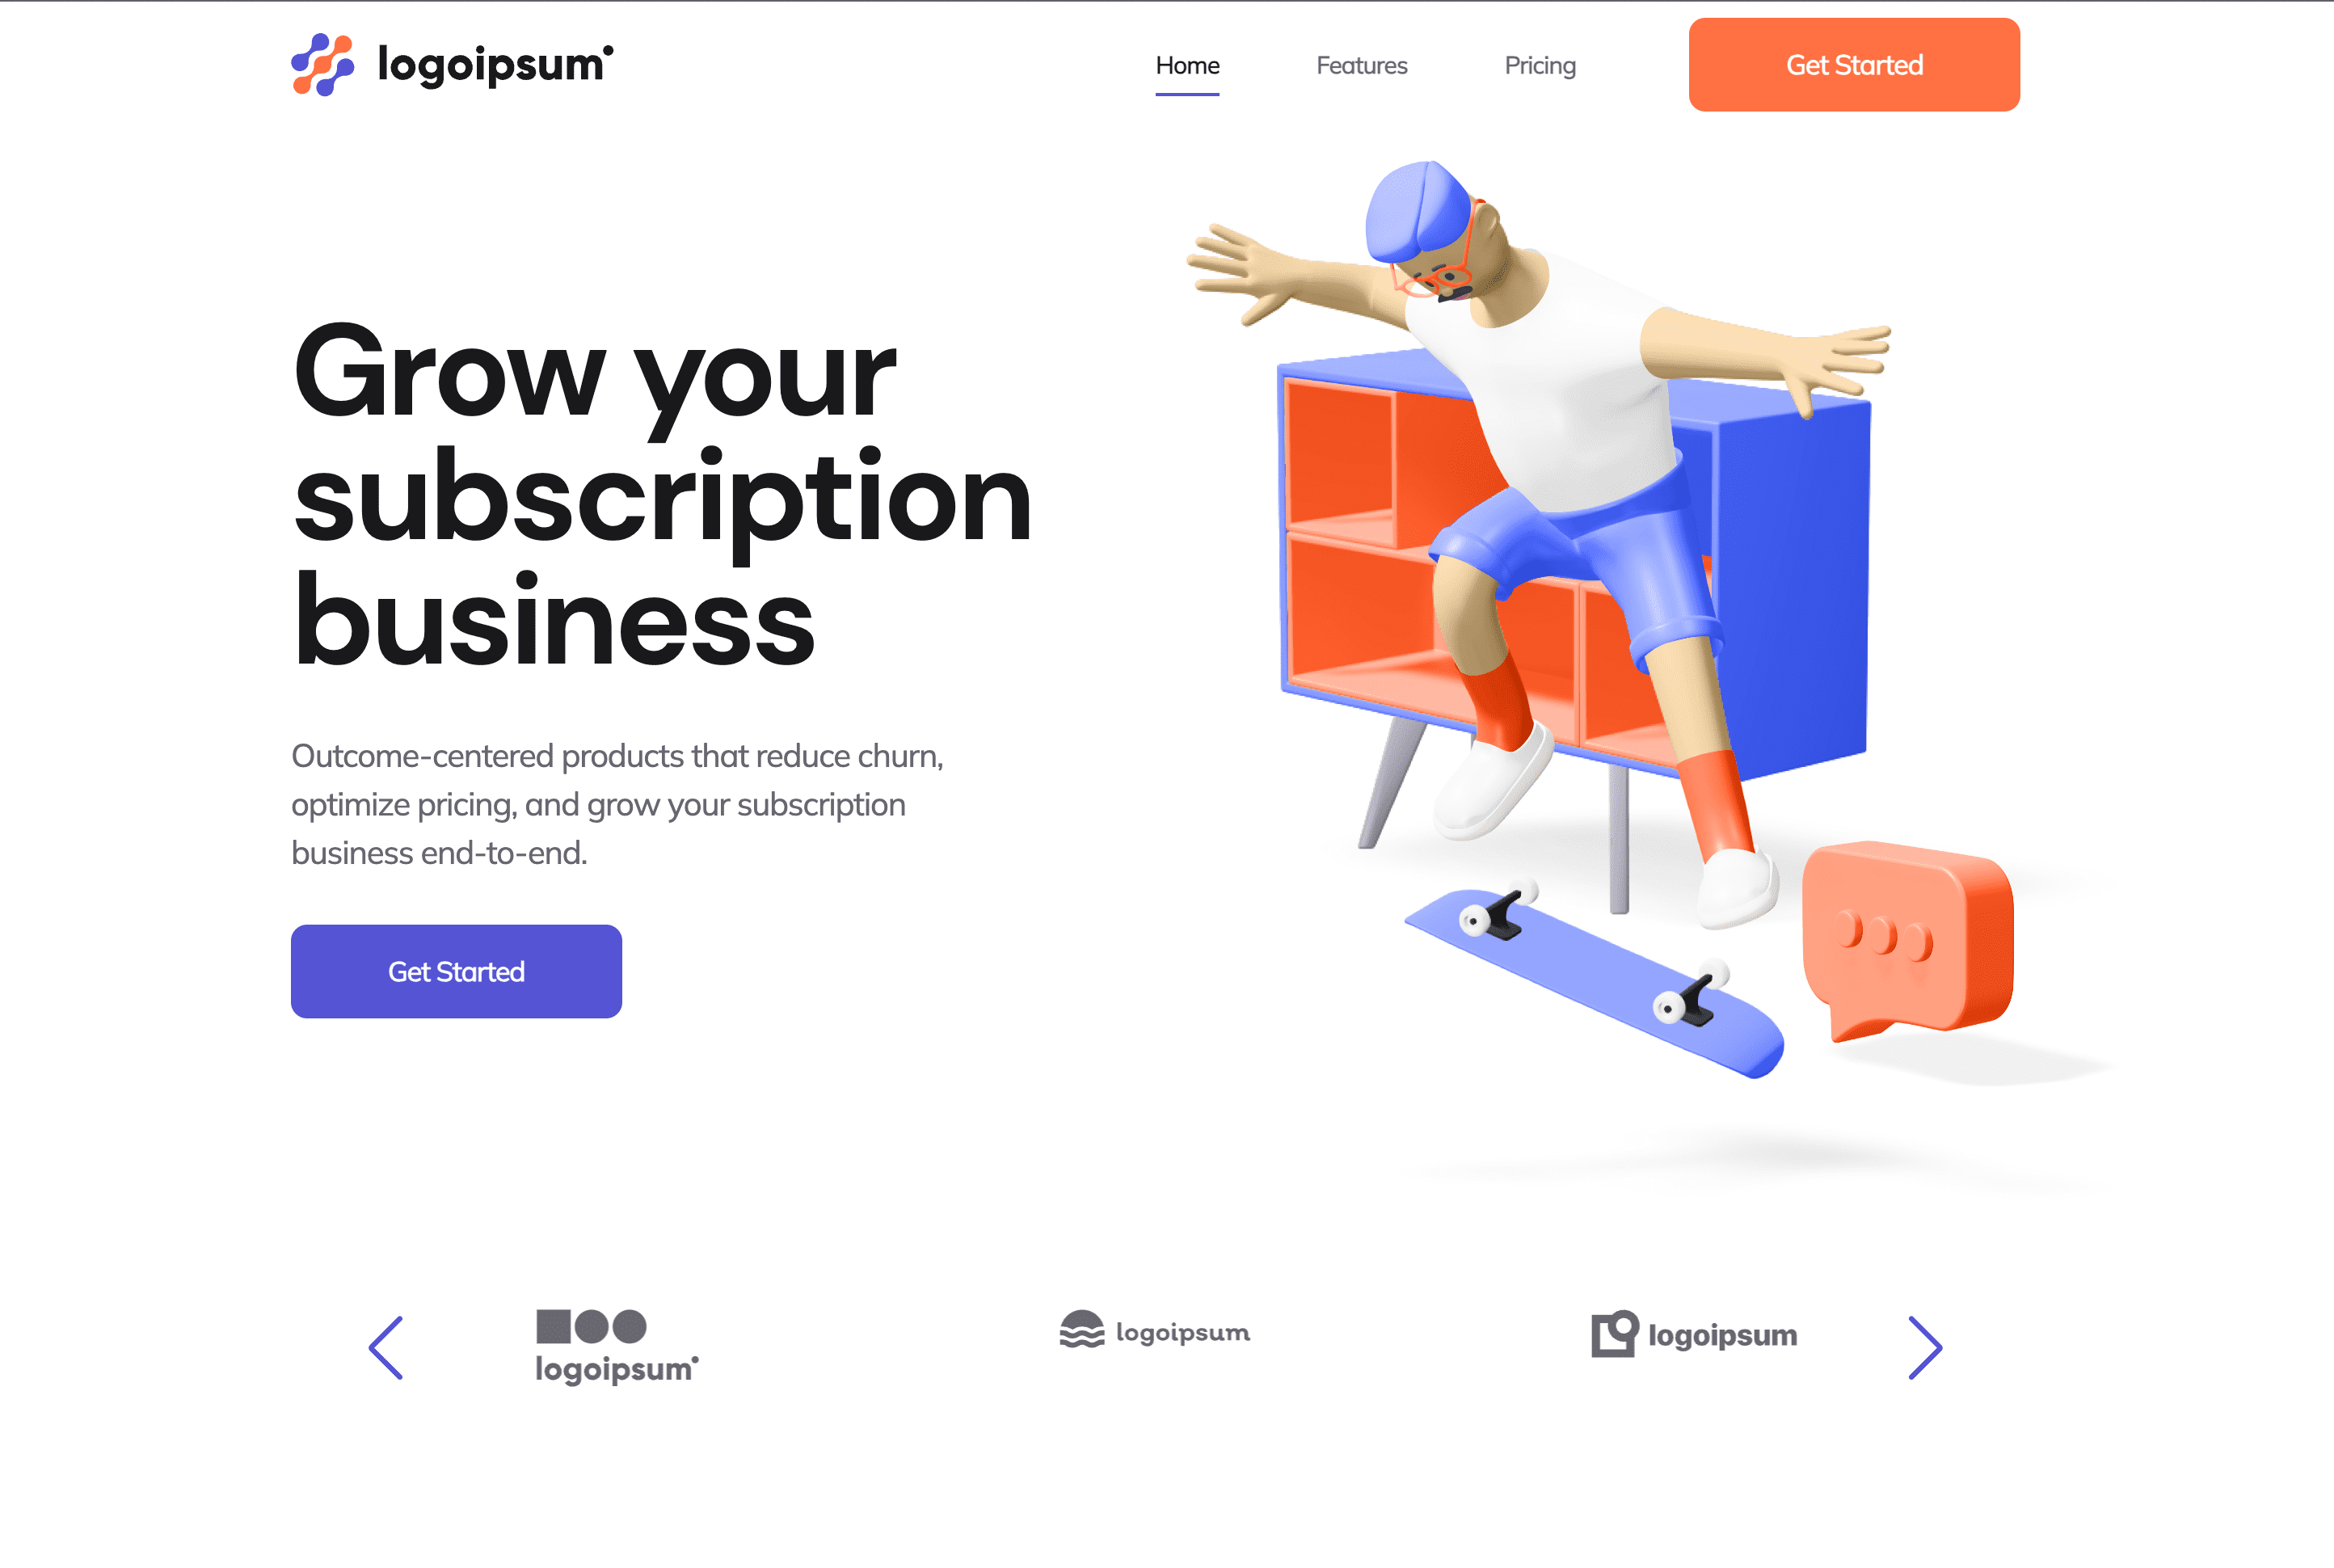 logoipsum
Home
Features
Pricing
Get Started
Grow your
subscription
business
Outcome-centered products that reduce churn,
optimize pricing, and grow your subscription
business end-to-end.
Get Started
logoipsum
logoipsum
logoipsum